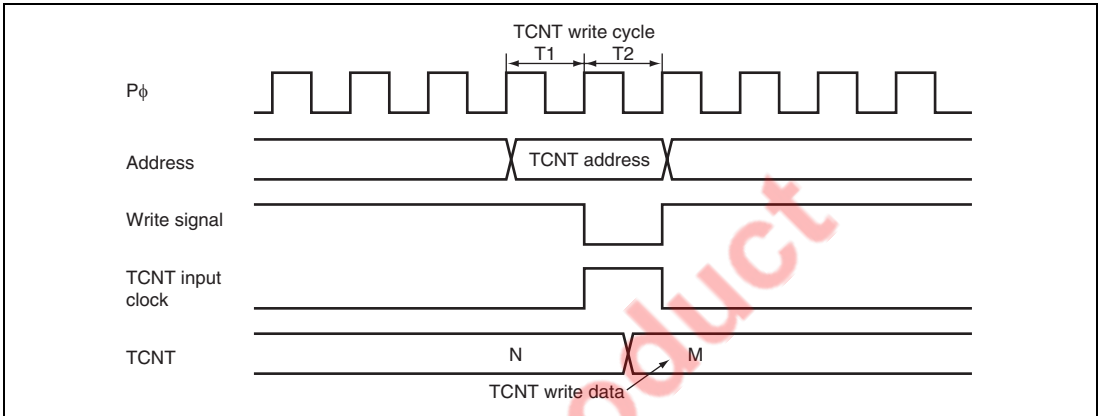 TCNT write cycle
T1 T2
Pϕ
Address
TCNT address
Write signal
TCNT input
clock
TCNT
N
M
TCNT write data